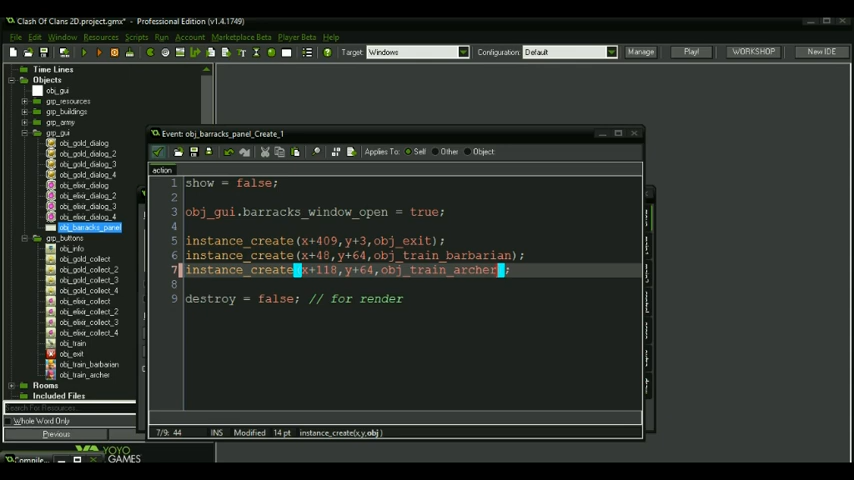 Clash Of Clans 2D.project.gmx* - Professional Edition (v1.4.1749)
File Edit Window Resources Scripts Run Account Marketplace Beta Player Beta Help
Target: Windows Configuration: Default Manage Play! WORKSHOP New IDE
Time Lines
Objects
obj_gui
grp_resources
grp_buildings
grp_army
grp_gui
obj_gold_dialog
obj_gold_dialog_2
obj_gold_dialog_3
obj_gold_dialog_4
obj_elixir_dialog
obj_elixir_dialog_2
obj_elixir_dialog_3
obj_elixir_dialog_4
obj_barracks_panel
grp_buttons
obj_info
obj_gold_collect
obj_gold_collect_2
obj_gold_collect_3
obj_gold_collect_4
obj_elixir_collect
obj_elixir_collect_2
obj_elixir_collect_3
obj_elixir_collect_4
obj_train
obj_exit
obj_train_barbarian
obj_train_archer
Rooms
Included Files
Search For Resources
Whole Word Only
Previous
YOYO
GAMES
Compile...
Event: obj_barracks_panel_Create_1
Applies To: Self Other Object
action
1 show = false;
2
3 obj_gui.barracks_window_open = true;
4
5 instance_create(x+409,y+3,obj_exit);
6 instance_create(x+48,y+64,obj_train_barbarian);
7 instance_create(x+118,y+64,obj_train_archer);
8
9 destroy = false; // for render
7/9: 44 INS Modified 14 pt instance_create(x,y,obj)